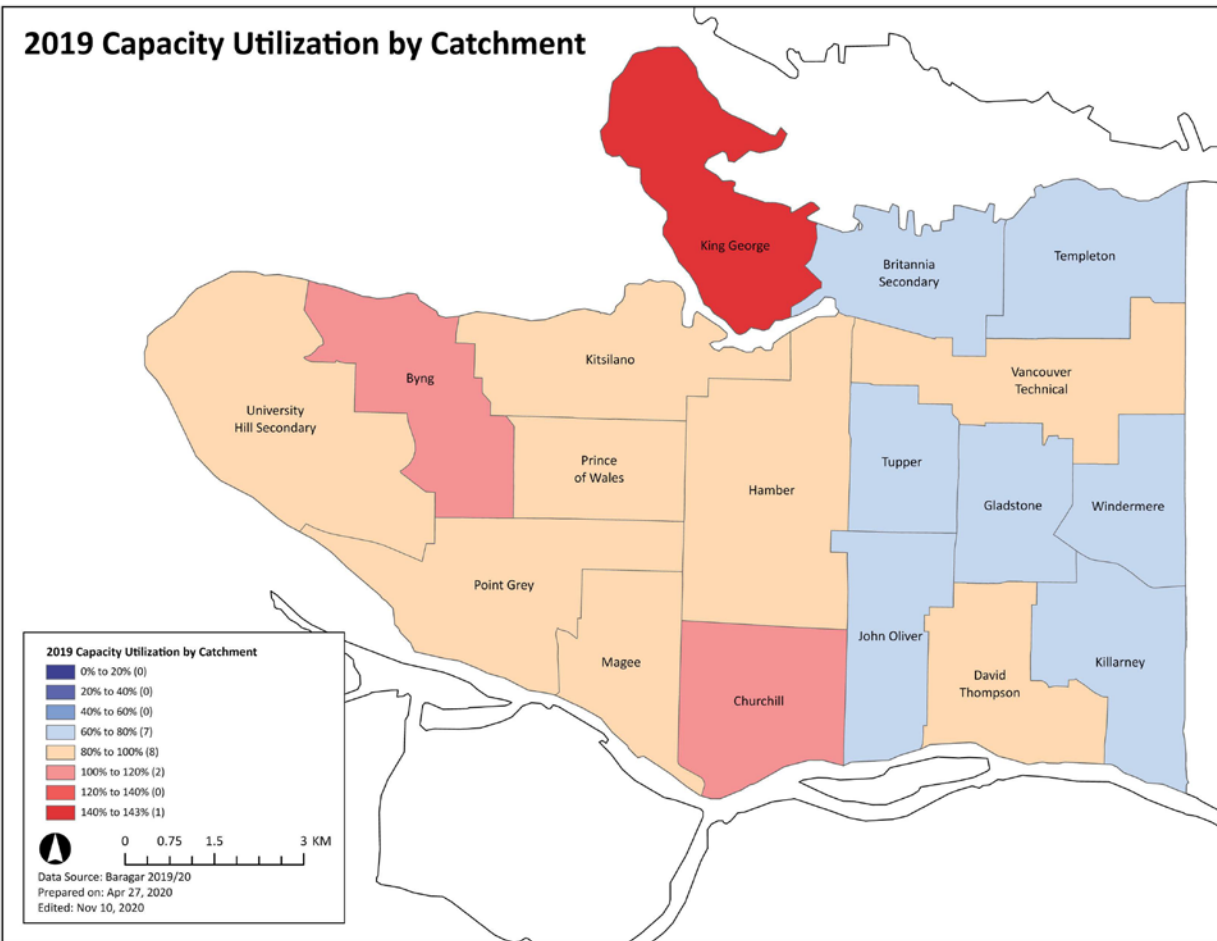 2019 Capacity Utilization by Catchment
King George
Britannia
Secondary
Templeton
Kitsilano
Vancouver
Technical
Byng
University
Hill Secondary
Prince
of Wales
Hamber
Tupper
Gladstone
Windermere
Point Grey
Magee
Churchill
John Oliver
David
Thompson
Killarney
2019 Capacity Utilization by Catchment
0% to 20% (0)
20% to 40% (0)
40% to 60% (0)
60% to 80% (7)
80% to 100% (8)
100% to 120% (2)
120% to 140% (0)
140% to 143% (1)
0 0.75 1.5 3 KM
Data Source: Baragar 2019/20
Prepared on: Apr 27, 2020
Edited: Nov 10, 2020